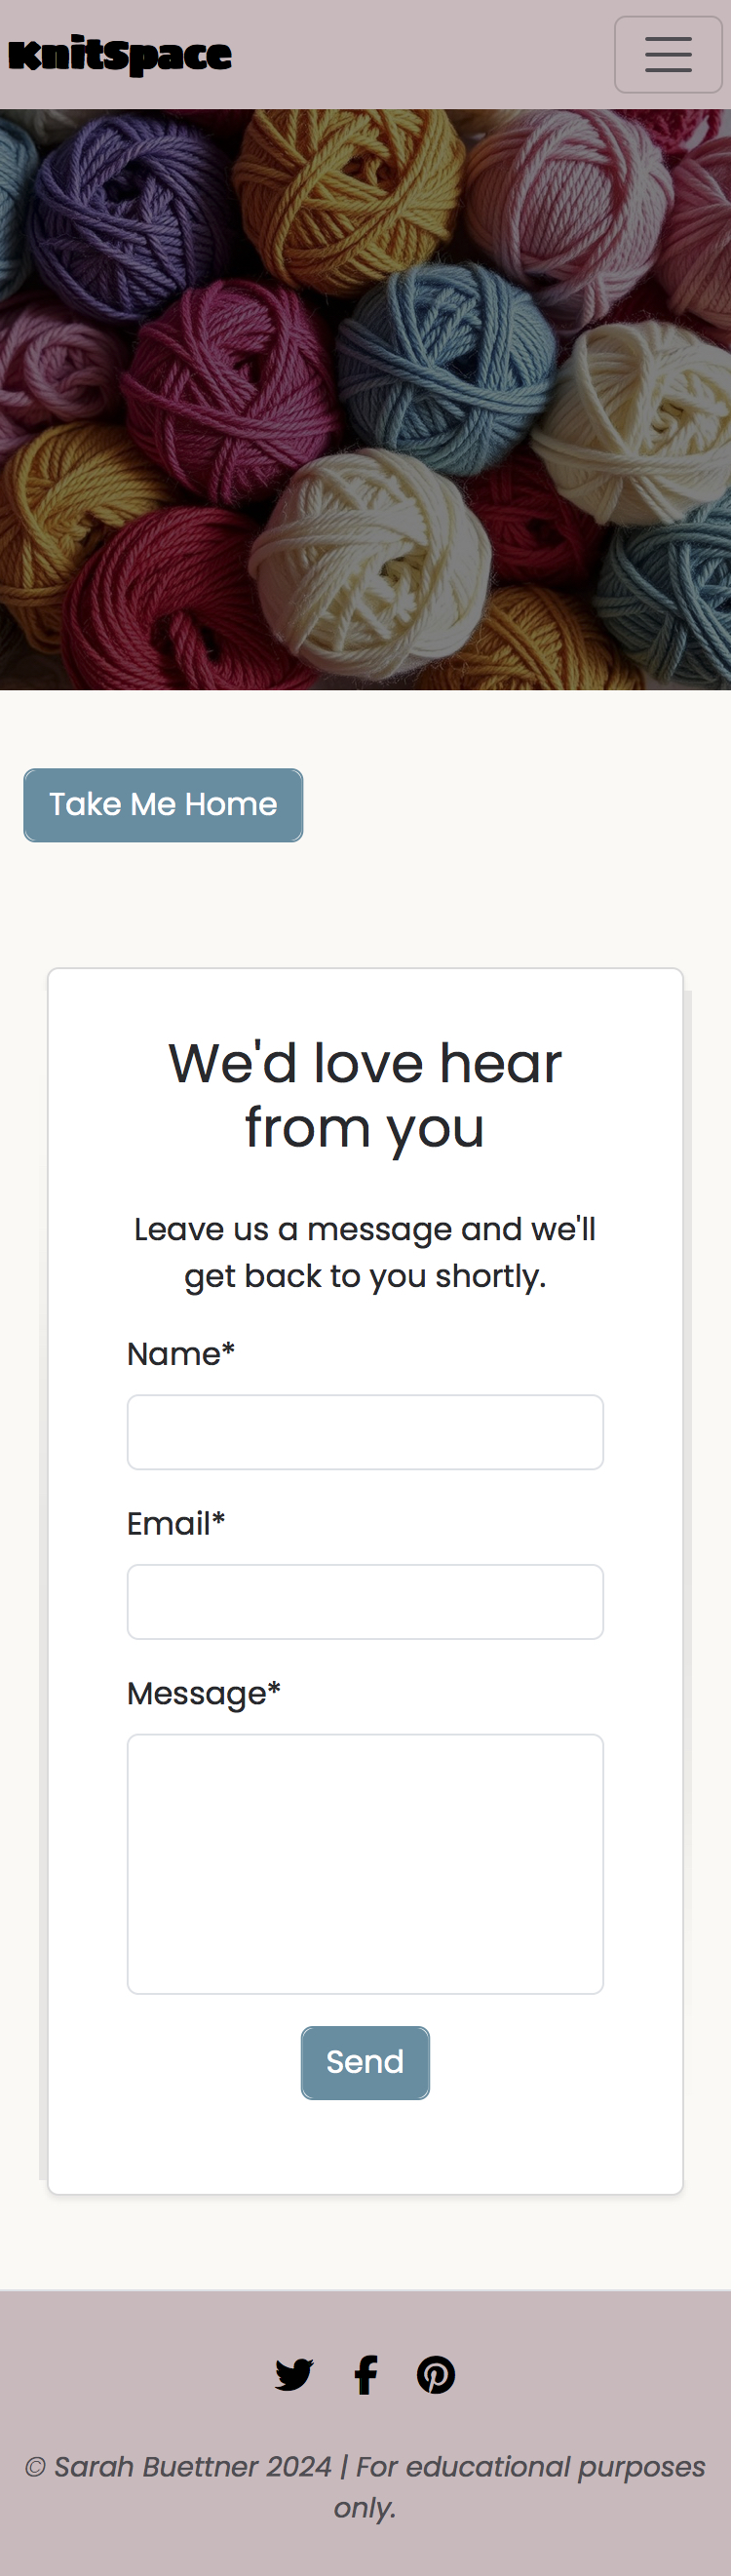 KnitSpace
Take Me Home
We'd love hear
from you
Leave us a message and we'll
get back to you shortly.
Name*
Email*
Message*
Send
© Sarah Buettner 2024 | For educational purposes
only.